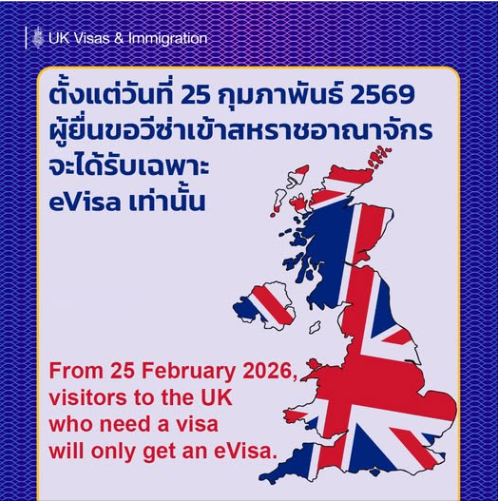 UK Visas & Immigration
ตั้งแต่วันที่ 25 กุมภาพันธ์ 2569
ผู้ยื่นขอวีซ่าเข้าสหราชอาณาจักร
จะได้รับเฉพาะ
eVisa เท่านั้น
From 25 February 2026,
visitors to the UK
who need a visa
will only get an eVisa.